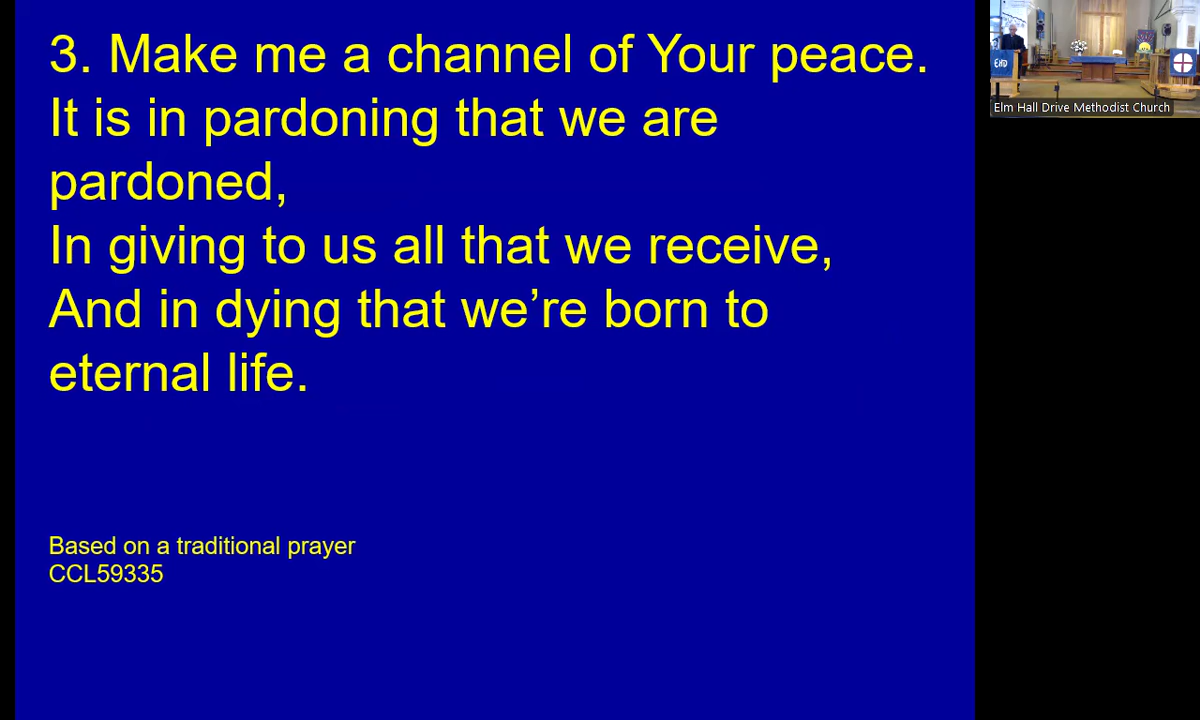 3. Make me a channel of Your peace.
It is in pardoning that we are
pardoned,
In giving to us all that we receive,
And in dying that we’re born to
eternal life.
Based on a traditional prayer
CCL59335
Elm Hall Drive Methodist Church